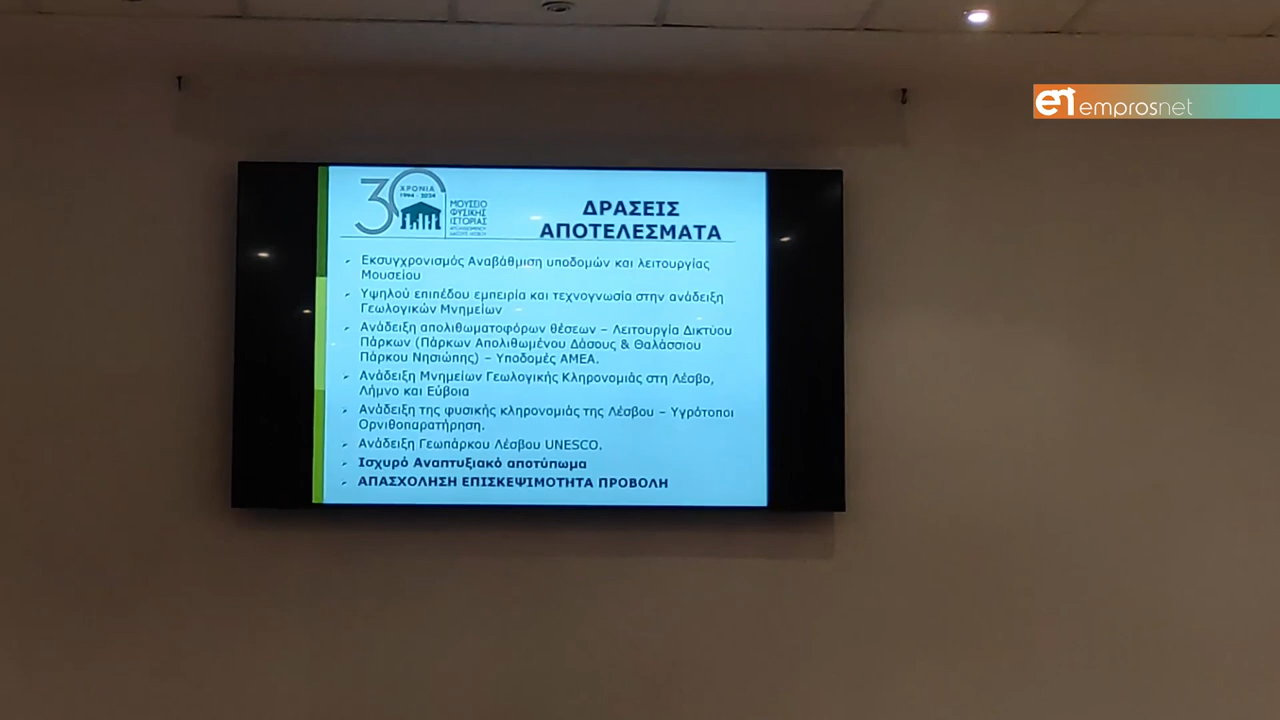 emprosnet
30
ΧΡΟΝΙΑ
1994 - 2024
ΜΟΥΣΕΙΟ
ΦΥΣΙΚΗΣ
ΙΣΤΟΡΙΑΣ
ΑΠΟΛΙΘΩΜΕΝΟΥ
ΔΑΣΟΥΣ ΛΕΣΒΟΥ
ΔΡΑΣΕΙΣ
ΑΠΟΤΕΛΕΣΜΑΤΑ
Εκσυγχρονισμός Αναβάθμιση υποδομών και λειτουργίας
Μουσείου
Υψηλού επιπέδου εμπειρία και τεχνογνωσία στην ανάδειξη
Γεωλογικών Μνημείων
Ανάδειξη απολιθωματοφόρων θέσεων – Λειτουργία Δικτύου
Πάρκων (Πάρκων Απολιθωμένου Δάσους & Θαλάσσιου
Πάρκου Νησιώπης) – Υποδομές ΑΜΕΑ.
Ανάδειξη Μνημείων Γεωλογικής Κληρονομιάς στη Λέσβο,
Λήμνο και Εύβοια
Ανάδειξη της φυσικής κληρονομιάς της Λέσβου – Υγρότοποι
Ορνιθοπαρατήρηση.
Ανάδειξη Γεωπάρκου Λέσβου UNESCO.
Ισχυρό Αναπτυξιακό αποτύπωμα
ΑΠΑΣΧΟΛΗΣΗ ΕΠΙΣΚΕΨΙΜΟΤΗΤΑ ΠΡΟΒΟΛΗ